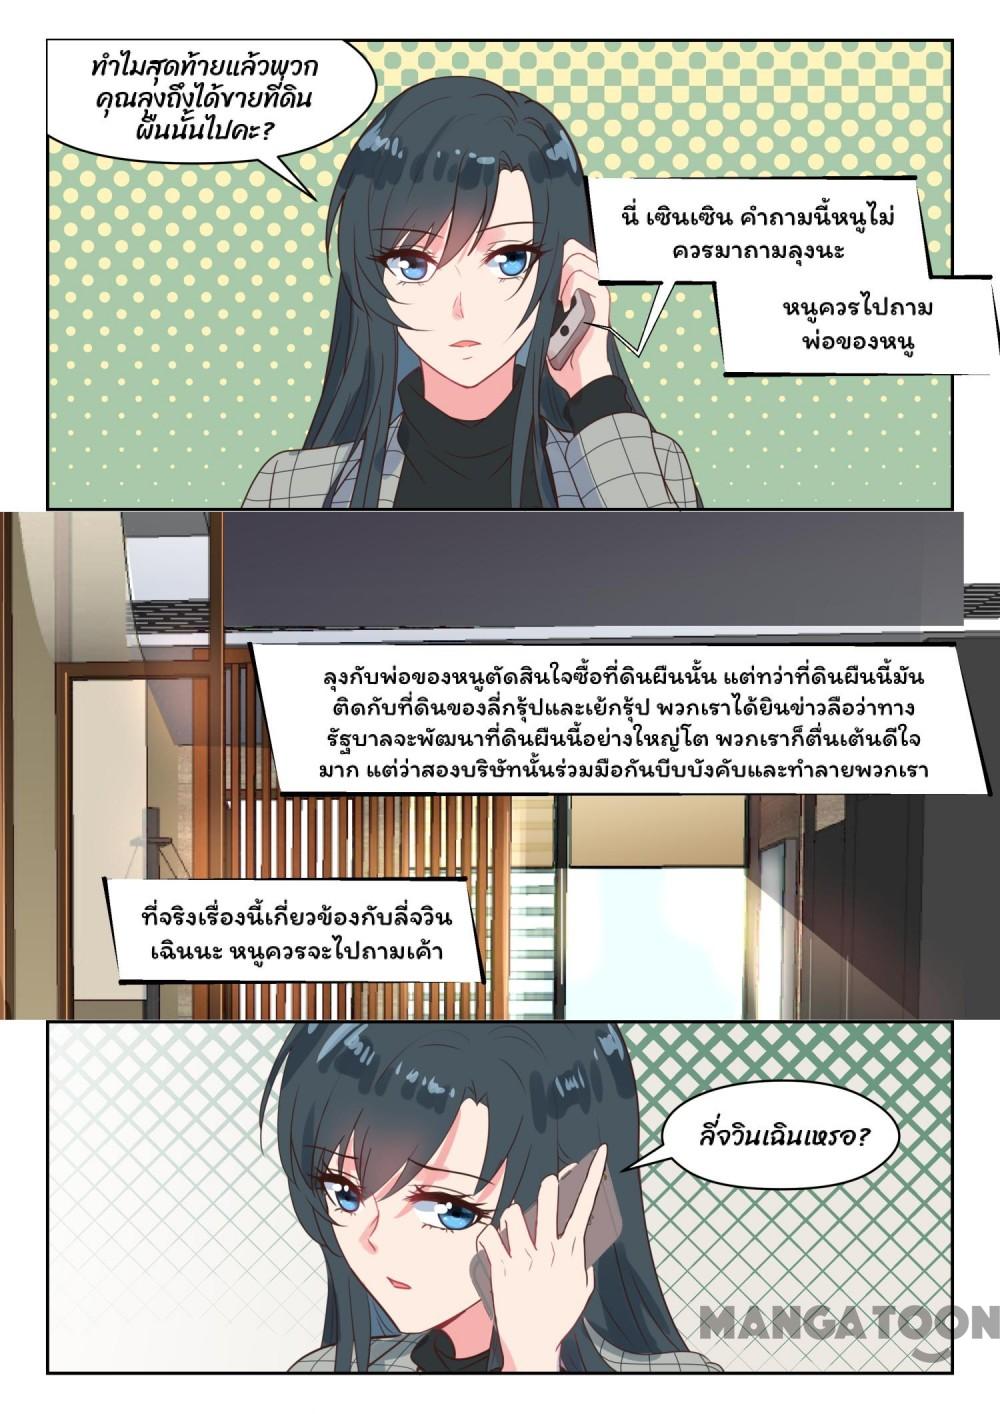 ทำไมสุดท้ายแล้วพวก
คุณลุงถึงได้ขายที่ดิน
ผืนนั้นไปคะ?
นี่ เซินเซิน คำถามนี้หนูไม่
ควรมาถามลุงนะ
หนูควรไปถาม
พ่อของหนู
ลุงกับพ่อของหนูตัดสินใจซื้อที่ดินผืนนั้น แต่ทว่าที่ดินผืนนี้มัน
ติดกับที่ดินของลี่กรุ้ปและเย้กรุ้ป พวกเราได้ยินข่าวลือว่าทาง
รัฐบาลจะพัฒนาที่ดินผืนนี้อย่างใหญ่โต พวกเราก็ตื่นเต้นดีใจ
มาก แต่ว่าสองบริษัทนั้นร่วมมือกันบีบบังคับและทำลายพวกเรา
ที่จริงเรื่องนี้เกี่ยวข้องกับลี่จวิน
เฉินนะ หนูควรจะไปถามเค้า
ลี่จวินเฉินเหรอ?
MANGATOON